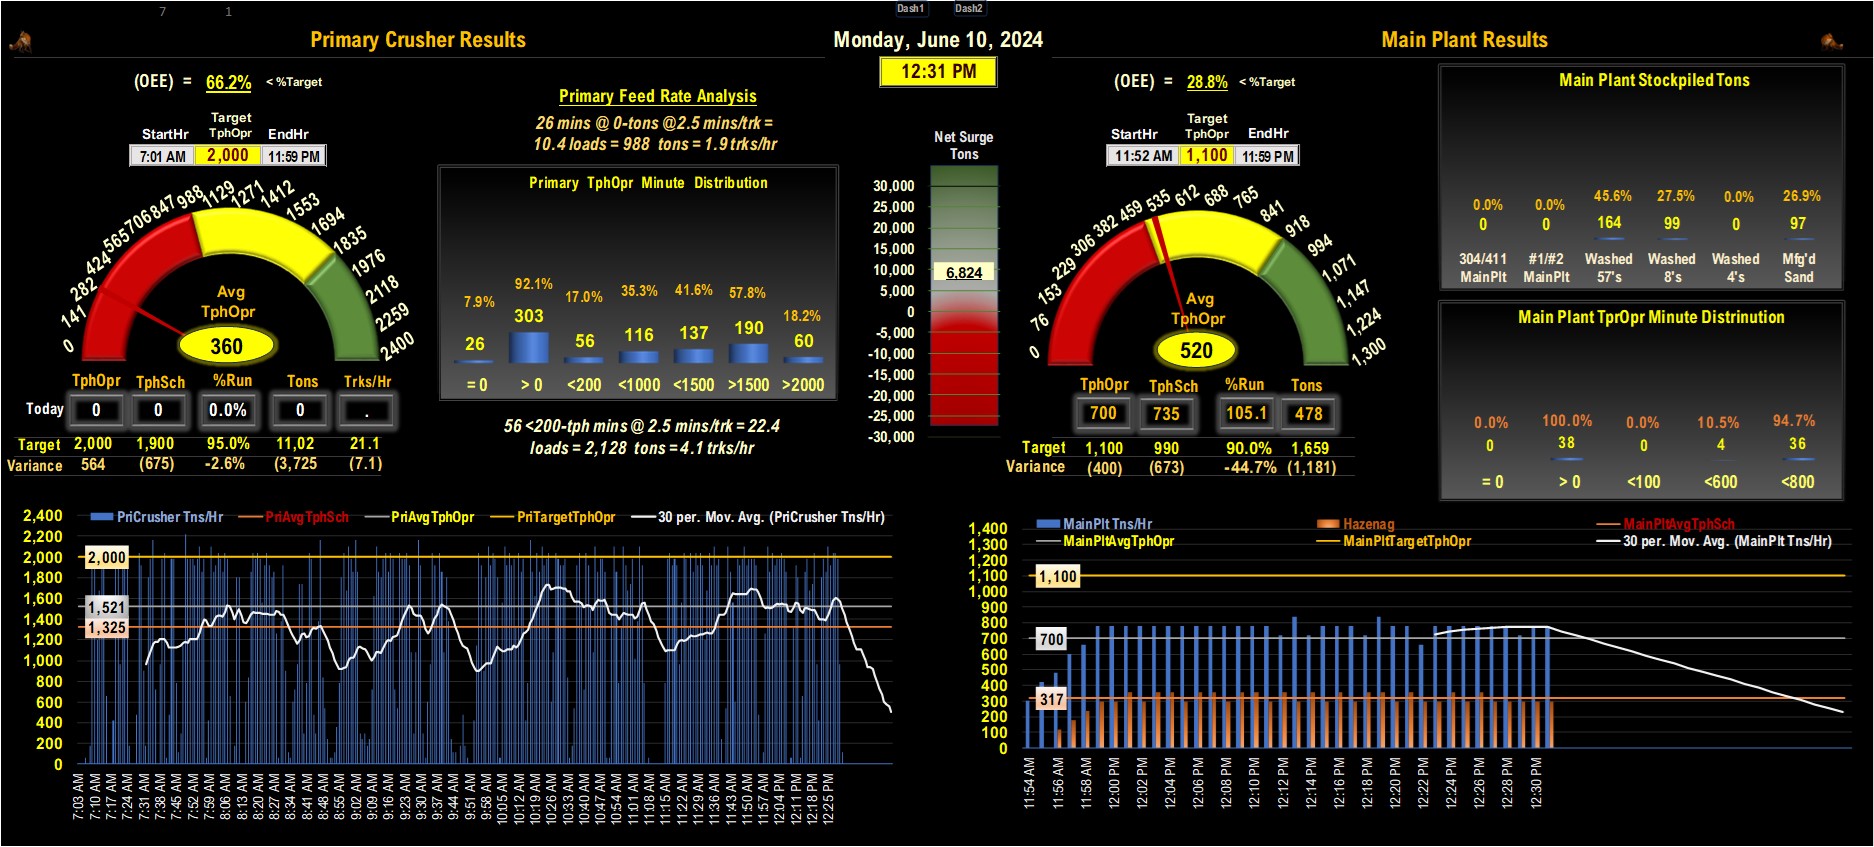 7 1
Dash1 Dash2
Primary Crusher Results
Monday, June 10, 2024
Main Plant Results
12:31 PM
(OEE) = 66.2% < %Target
Primary Feed Rate Analysis
26 mins @ 0-tons @2.5 mins/trk =
10.4 loads = 988 tons = 1.9 trks/hr
Target
StartHr TphOpr EndHr
7:01 AM 2,000 11:59 PM
0 141 282 424 565 706 847 988 1129 1271 1412 1553 1694 1835 1976 2118 2259 2400
Avg
TphOpr
360
TphOpr TphSch %Run Tons Trks/Hr
Today 0 0 0.0% 0 .
Target 2,000 1,900 95.0% 11,02 21.1
Variance 564 (675) -2.6% (3,725 (7.1)
Primary TphOpr Minute Distribution
7.9% 92.1% 17.0% 35.3% 41.6% 57.8% 18.2%
26 303 56 116 137 190 60
= 0 > 0 <200 <1000 <1500 >1500 >2000
56 <200-tph mins @ 2.5 mins/trk = 22.4
loads = 2,128 tons = 4.1 trks/hr
Net Surge
Tons
30,000
25,000
20,000
15,000
10,000
6,824
5,000
0
-5,000
-10,000
-15,000
-20,000
-25,000
-30,000
(OEE) = 28.8% < %Target
Target
StartHr TphOpr EndHr
11:52 AM 1,100 11:59 PM
0 76 153 229 306 382 459 535 612 688 765 841 918 994 1,071 1,147 1,224 1,300
Avg
TphOpr
520
TphOpr TphSch %Run Tons
700 735 105.1 478
Target 1,100 990 90.0% 1,659
Variance (400) (673) -44.7% (1,181)
Main Plant Stockpiled Tons
0.0% 0.0% 45.6% 27.5% 0.0% 26.9%
0 0 164 99 0 97
304/411 #1/#2 Washed Washed Washed Mfg'd
MainPlt MainPlt 57's 8's 4's Sand
Main Plant TprOpr Minute Distrinution
0.0% 100.0% 0.0% 10.5% 94.7%
0 38 0 4 36
= 0 > 0 <100 <600 <800
PriCrusher Tns/Hr PriAvgTphSch PriAvgTphOpr PriTargetTphOpr 30 per. Mov. Avg. (PriCrusher Tns/Hr)
2,400
2,200
2,000
1,800
1,600
1,400
1,200
1,000
800
600
400
200
0
2,000
1,521
1,325
7:03 AM 7:10 AM 7:17 AM 7:24 AM 7:31 AM 7:38 AM 7:45 AM 7:52 AM 7:59 AM 8:06 AM 8:13 AM 8:20 AM 8:27 AM 8:34 AM 8:41 AM 8:48 AM 8:55 AM 9:02 AM 9:09 AM 9:16 AM 9:23 AM 9:30 AM 9:37 AM 9:44 AM 9:51 AM 9:58 AM 10:05 AM 10:12 AM 10:19 AM 10:26 AM 10:33 AM 10:40 AM 10:47 AM 10:54 AM 11:01 AM 11:08 AM 11:15 AM 11:22 AM 11:29 AM 11:36 AM 11:43 AM 11:50 AM 11:57 AM 12:04 PM 12:11 PM 12:18 PM 12:25 PM
MainPlt Tns/Hr Hazenag MainPltAvgTphSch
MainPltAvgTphOpr MainPltTargetTphOpr 30 per. Mov. Avg. (MainPlt Tns/Hr)
1,400
1,300
1,200
1,100
1,000
900
800
700
600
500
400
300
200
100
0
1,100
700
317
11:54 AM 11:56 AM 11:58 AM 12:00 PM 12:02 PM 12:04 PM 12:06 PM 12:08 PM 12:10 PM 12:12 PM 12:14 PM 12:16 PM 12:18 PM 12:20 PM 12:22 PM 12:24 PM 12:26 PM 12:28 PM 12:30 PM